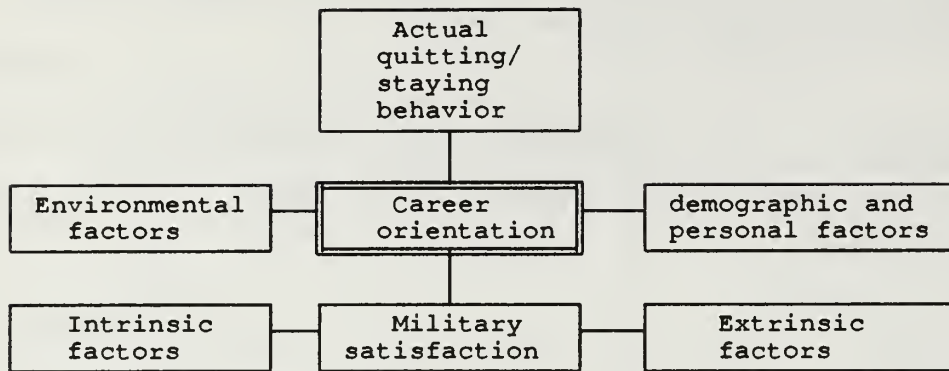 Actual
quitting/
staying
behavior
Environmental
factors
Career
orientation
demographic and
personal factors
Intrinsic
factors
Military
satisfaction
Extrinsic
factors